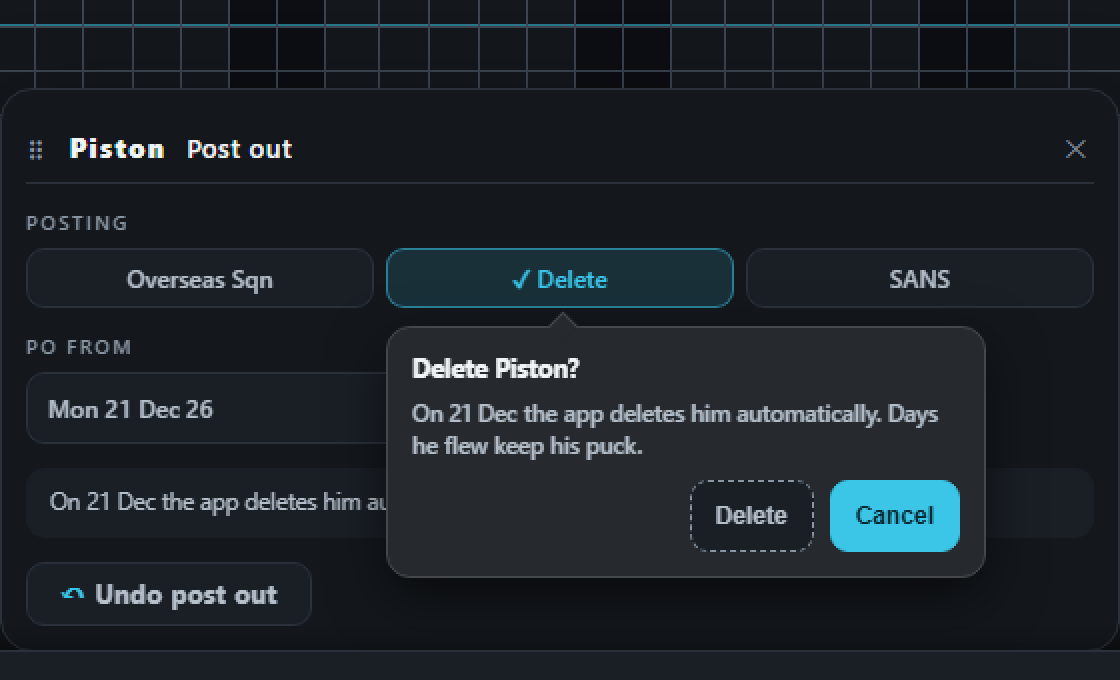 Piston Post out
POSTING
Overseas Sqn
✓ Delete
SANS
PO FROM
Mon 21 Dec 26
Delete Piston?
On 21 Dec the app deletes him automatically. Days
he flew keep his puck.
Delete
Cancel
On 21 Dec the app deletes him au
Undo post out